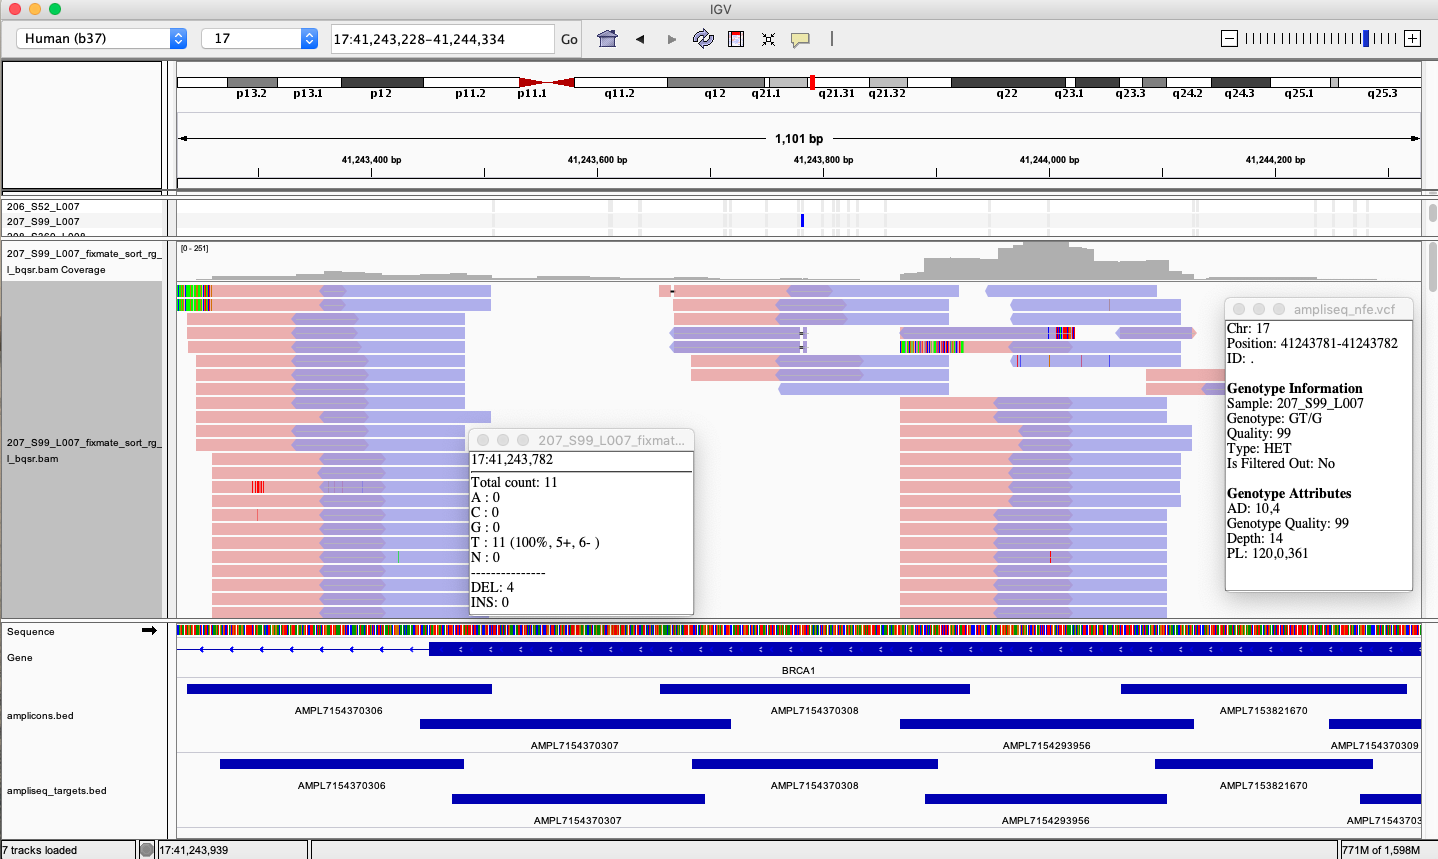 IGV
Human (b37) 17 17:41,243,228-41,244,334 Go
p13.2 p13.1 p12 p11.2 p11.1 q11.2 q12 q21.1 q21.31 q21.32 q22 q23.1 q23.3 q24.2 q24.3 q25.1 q25.3
1,101 bp
41,243,400 bp 41,243,600 bp 41,243,800 bp 41,244,000 bp 41,244,200 bp
206_S52_L007
207_S99_L007
207_S99_L007_fixmate_sort_rg_
l_bqsr.bam Coverage
[0 - 251]
207_S99_L007_fixmate_sort_rg_
l_bqsr.bam
207_S99_L007_fixmat...
17:41,243,782
Total count: 11
A : 0
C : 0
G : 0
T : 11 (100%, 5+, 6- )
N : 0
---------------
DEL: 4
INS: 0
ampliseq_nfe.vcf
Chr: 17
Position: 41243781-41243782
ID: .
Genotype Information
Sample: 207_S99_L007
Genotype: GT/G
Quality: 99
Type: HET
Is Filtered Out: No
Genotype Attributes
AD: 10,4
Genotype Quality: 99
Depth: 14
PL: 120,0,361
Sequence
Gene
BRCA1
amplicons.bed
AMPL7154370306 AMPL7154370308 AMPL7153821670
AMPL7154370307 AMPL7154293956 AMPL7154370309
ampliseq_targets.bed
AMPL7154370306 AMPL7154370308 AMPL7153821670
AMPL7154370307 AMPL7154293956 AMPL71543703
7 tracks loaded 17:41,243,939 771M of 1,598M